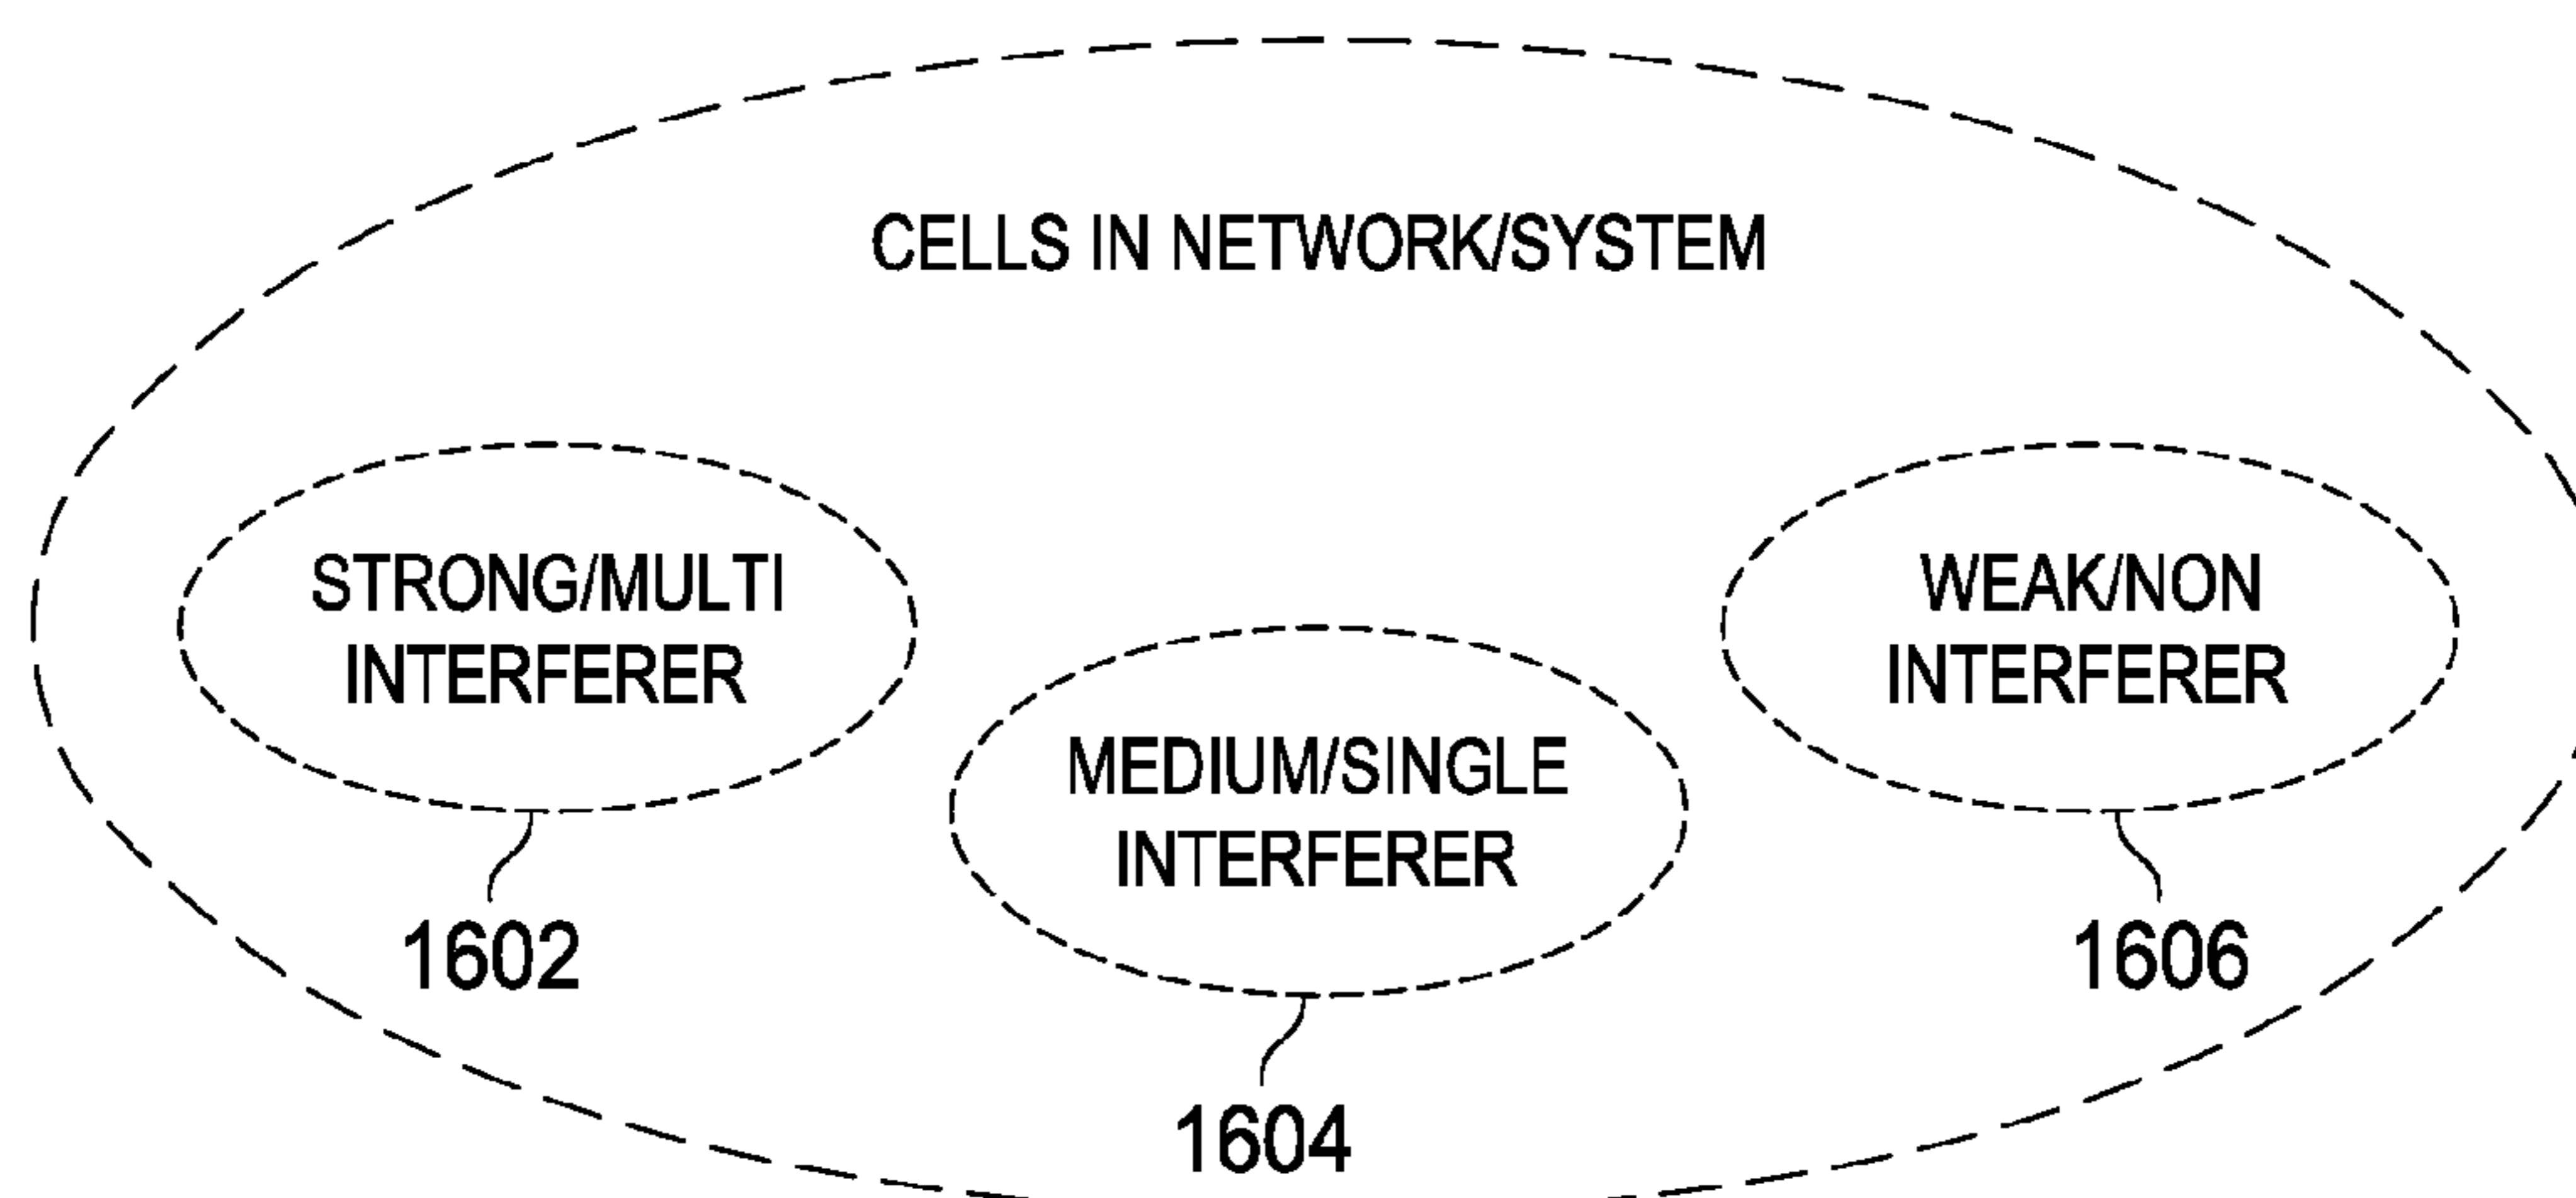 CELLS IN NETWORK/SYSTEM
STRONG/MULTI
INTERFERER
1602
MEDIUM/SINGLE
INTERFERER
1604
WEAK/NON
INTERFERER
1606